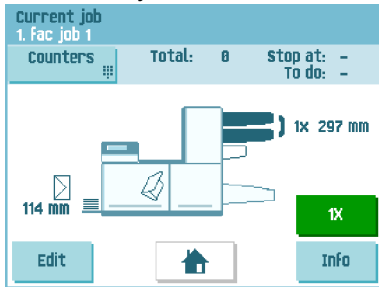 Current job
1. Fac job 1
Counters
Total: 0
Stop at: -
To do: -
1x 297 mm
114 mm
1X
Edit
Info